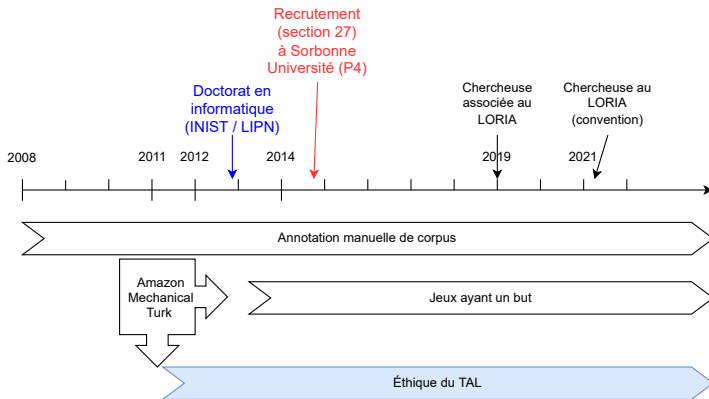 Recrutement
(section 27)
à Sorbonne
Université (P4)
Doctorat en
informatique
(INIST / LIPN)
Chercheuse
associée au
LORIA
Chercheuse au
LORIA
(convention)
2008
2011
2012
2014
2019
2021
Annotation manuelle de corpus
Amazon
Mechanical
Turk
Jeux ayant un but
Éthique du TAL